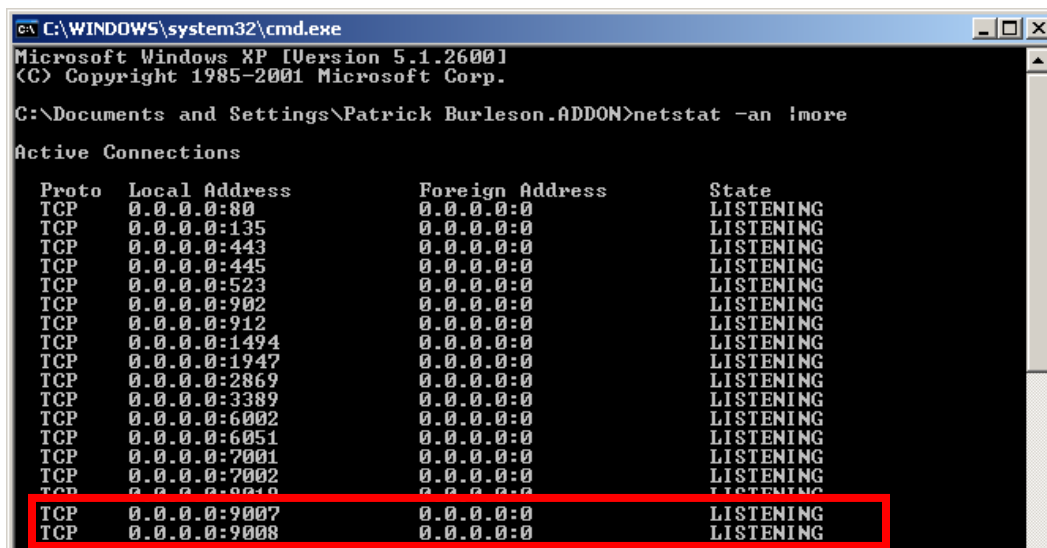 C:\WINDOWS\system32\cmd.exe
Microsoft Windows XP [Version 5.1.2600]
(C) Copyright 1985-2001 Microsoft Corp.
C:\Documents and Settings\Patrick Burleson.ADDON>netstat -an |more
Active Connections
Proto Local Address Foreign Address State
TCP 0.0.0.0:80 0.0.0.0:0 LISTENING
TCP 0.0.0.0:135 0.0.0.0:0 LISTENING
TCP 0.0.0.0:443 0.0.0.0:0 LISTENING
TCP 0.0.0.0:445 0.0.0.0:0 LISTENING
TCP 0.0.0.0:523 0.0.0.0:0 LISTENING
TCP 0.0.0.0:902 0.0.0.0:0 LISTENING
TCP 0.0.0.0:912 0.0.0.0:0 LISTENING
TCP 0.0.0.0:1494 0.0.0.0:0 LISTENING
TCP 0.0.0.0:1947 0.0.0.0:0 LISTENING
TCP 0.0.0.0:2869 0.0.0.0:0 LISTENING
TCP 0.0.0.0:3389 0.0.0.0:0 LISTENING
TCP 0.0.0.0:6002 0.0.0.0:0 LISTENING
TCP 0.0.0.0:6051 0.0.0.0:0 LISTENING
TCP 0.0.0.0:7001 0.0.0.0:0 LISTENING
TCP 0.0.0.0:7002 0.0.0.0:0 LISTENING
TCP 0.0.0.0:0 LISTENING
TCP 0.0.0.0:9007 0.0.0.0:0 LISTENING
TCP 0.0.0.0:9008 0.0.0.0:0 LISTENING